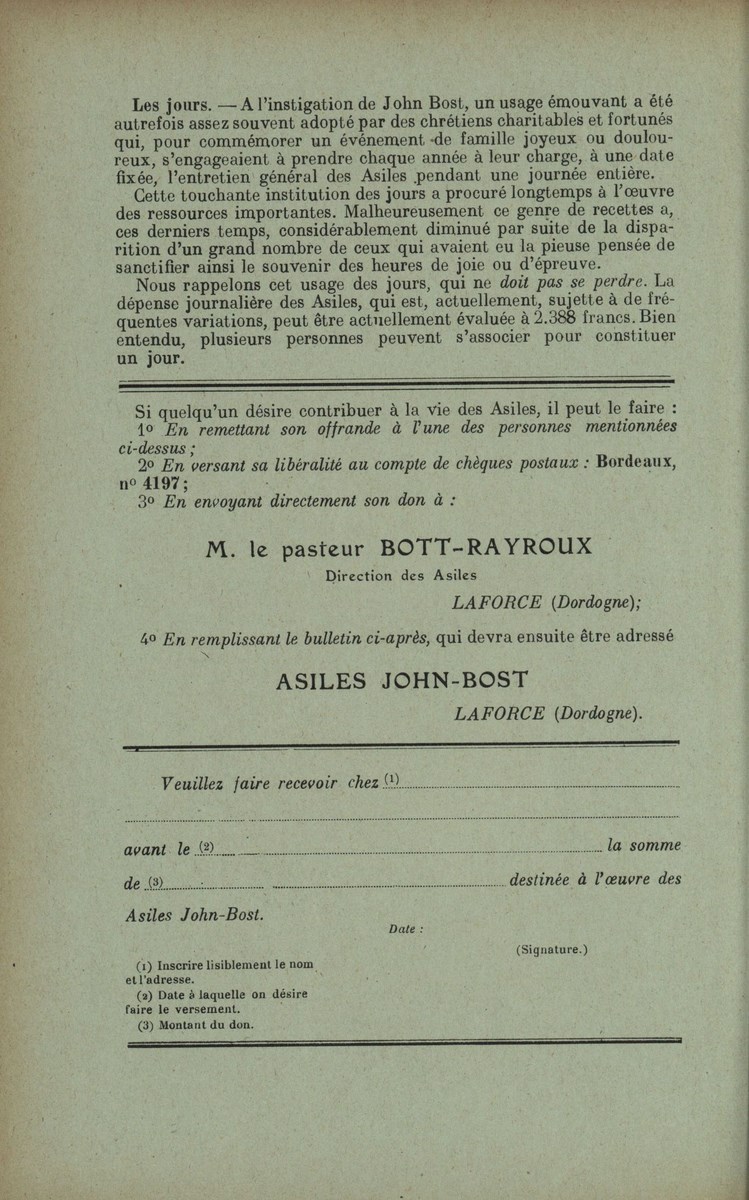 Les jours. — A l'instigation de John Bost, un usage émouvant a été
autrefois assez souvent adopté par des chrétiens charitables et fortunés
qui, pour commémorer un événement de famille joyeux ou doulou-
reux, s'engageaient à prendre chaque année à leur charge, à une date
fixée, l'entretien général des Asiles pendant une journée entière.
Cette touchante institution des jours a procuré longtemps à l'œuvre
des ressources importantes. Malheureusement ce genre de recettes a,
ces derniers temps, considérablement diminué par suite de la dispa-
rition d'un grand nombre de ceux qui avaient eu la pieuse pensée de
sanctifier ainsi le souvenir des heures de joie ou d'épreuve.
Nous rappelons cet usage des jours, qui ne doit pas se perdre. La
dépense journalière des Asiles, qui est, actuellement, sujette à de fré-
quentes variations, peut être actuellement évaluée à 2.388 francs. Bien
entendu, plusieurs personnes peuvent s'associer pour constituer
un jour.
Si quelqu'un désire contribuer à la vie des Asiles, il peut le faire :
1º En remettant son offrande à l'une des personnes mentionnées
ci-dessus ;
2º En versant sa libéralité au compte de chèques postaux : Bordeaux,
nº 4197 ;
3º En envoyant directement son don à :
M. le pasteur BOTT-RAYROUX
Direction des Asiles
LAFORCE (Dordogne);
4º En remplissant le bulletin ci-après, qui devra ensuite être adressé
ASILES JOHN-BOST
LAFORCE (Dordogne).
Veuillez faire recevoir chez (1)
avant le (2) la somme
de (3) destinée à l'œuvre des
Asiles John-Bost.
Date :
(Signature.)
(1) Inscrire lisiblement le nom
et l'adresse.
(2) Date à laquelle on désire
faire le versement.
(3) Montant du don.